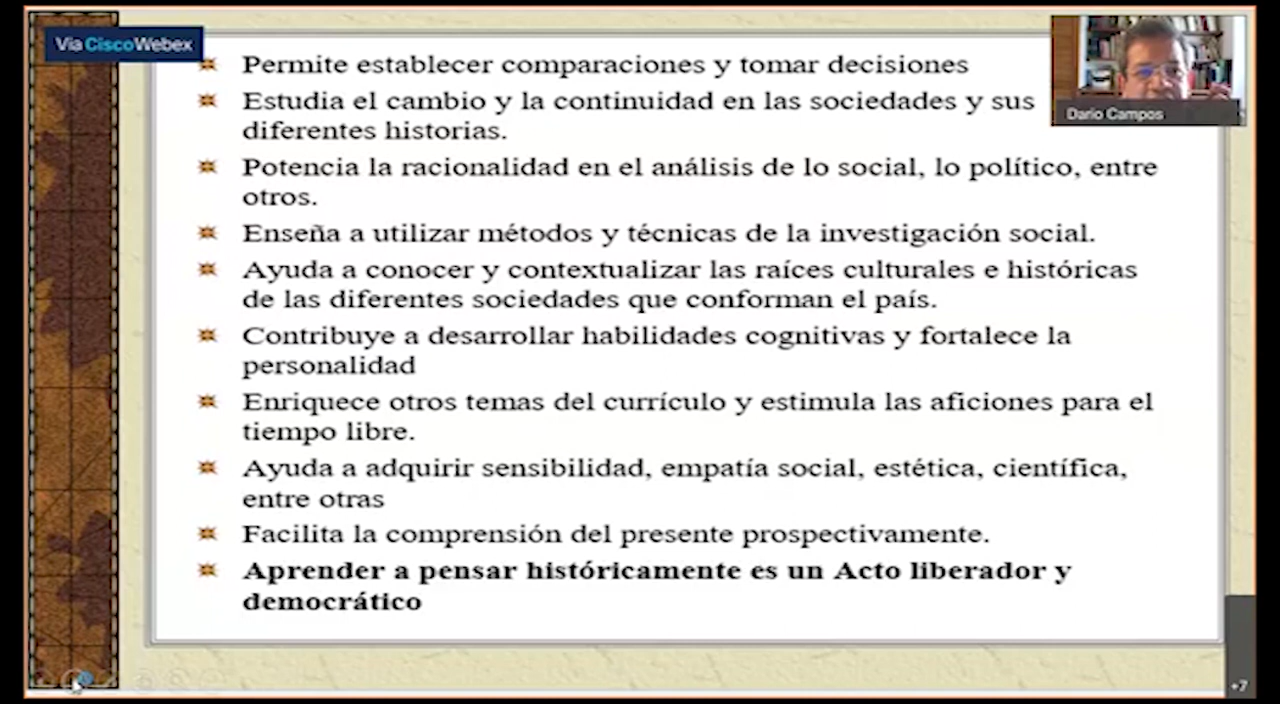 Via CiscoWebex
Permite establecer comparaciones y tomar decisiones
Estudia el cambio y la continuidad en las sociedades y sus
diferentes historias.
Dario Campos
Potencia la racionalidad en el análisis de lo social, lo político, entre
otros.
Enseña a utilizar métodos y técnicas de la investigación social.
Ayuda a conocer y contextualizar las raíces culturales e históricas
de las diferentes sociedades que conforman el país.
Contribuye a desarrollar habilidades cognitivas y fortalece la
personalidad
Enriquece otros temas del currículo y estimula las aficiones para el
tiempo libre.
Ayuda a adquirir sensibilidad, empatía social, estética, científica,
entre otras
Facilita la comprensión del presente prospectivamente.
Aprender a pensar históricamente es un Acto liberador y
democrático
+7